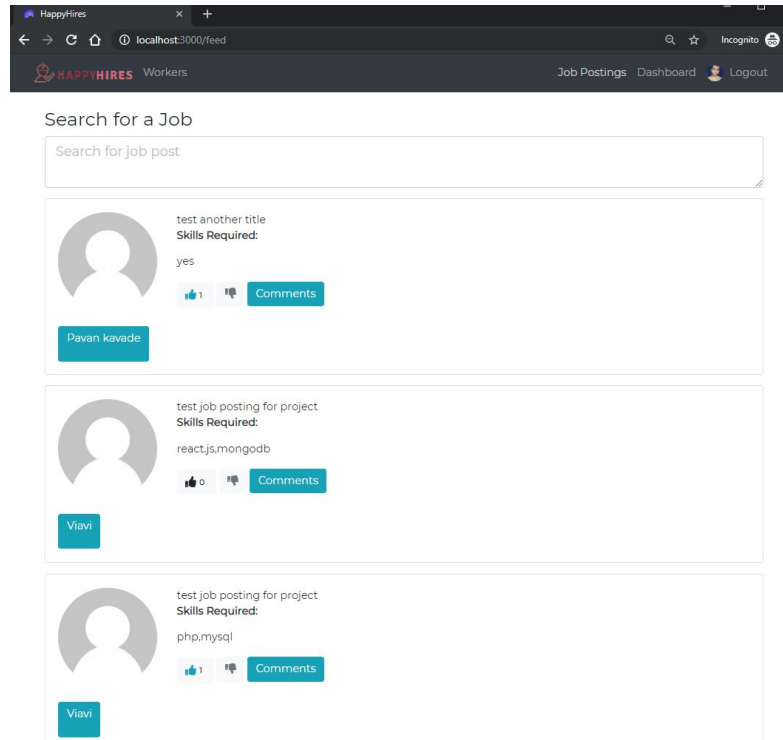 HappyHires
localhost:3000/feed
Incognito
HAPPYHIRES Workers Job Postings Dashboard Logout
Search for a Job
Search for job post
test another title
Skills Required:
yes
1 Comments
Pavan kavade
test job posting for project
Skills Required:
react.js,mongodb
0 Comments
Viavi
test job posting for project
Skills Required:
php,mysql
1 Comments
Viavi